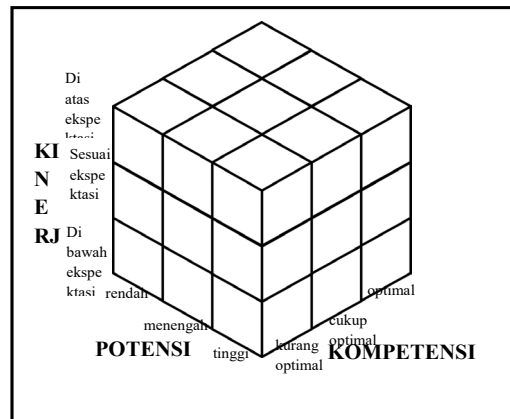 Di
atas
ekspe
ktasi
KI
N
E
RJ
Sesuai
ekspe
ktasi
Di
bawah
ekspe
ktasi
rendah
menengah
tinggi
POTENSI
kurang
optimal
cukup
optimal
optimal
KOMPETENSI